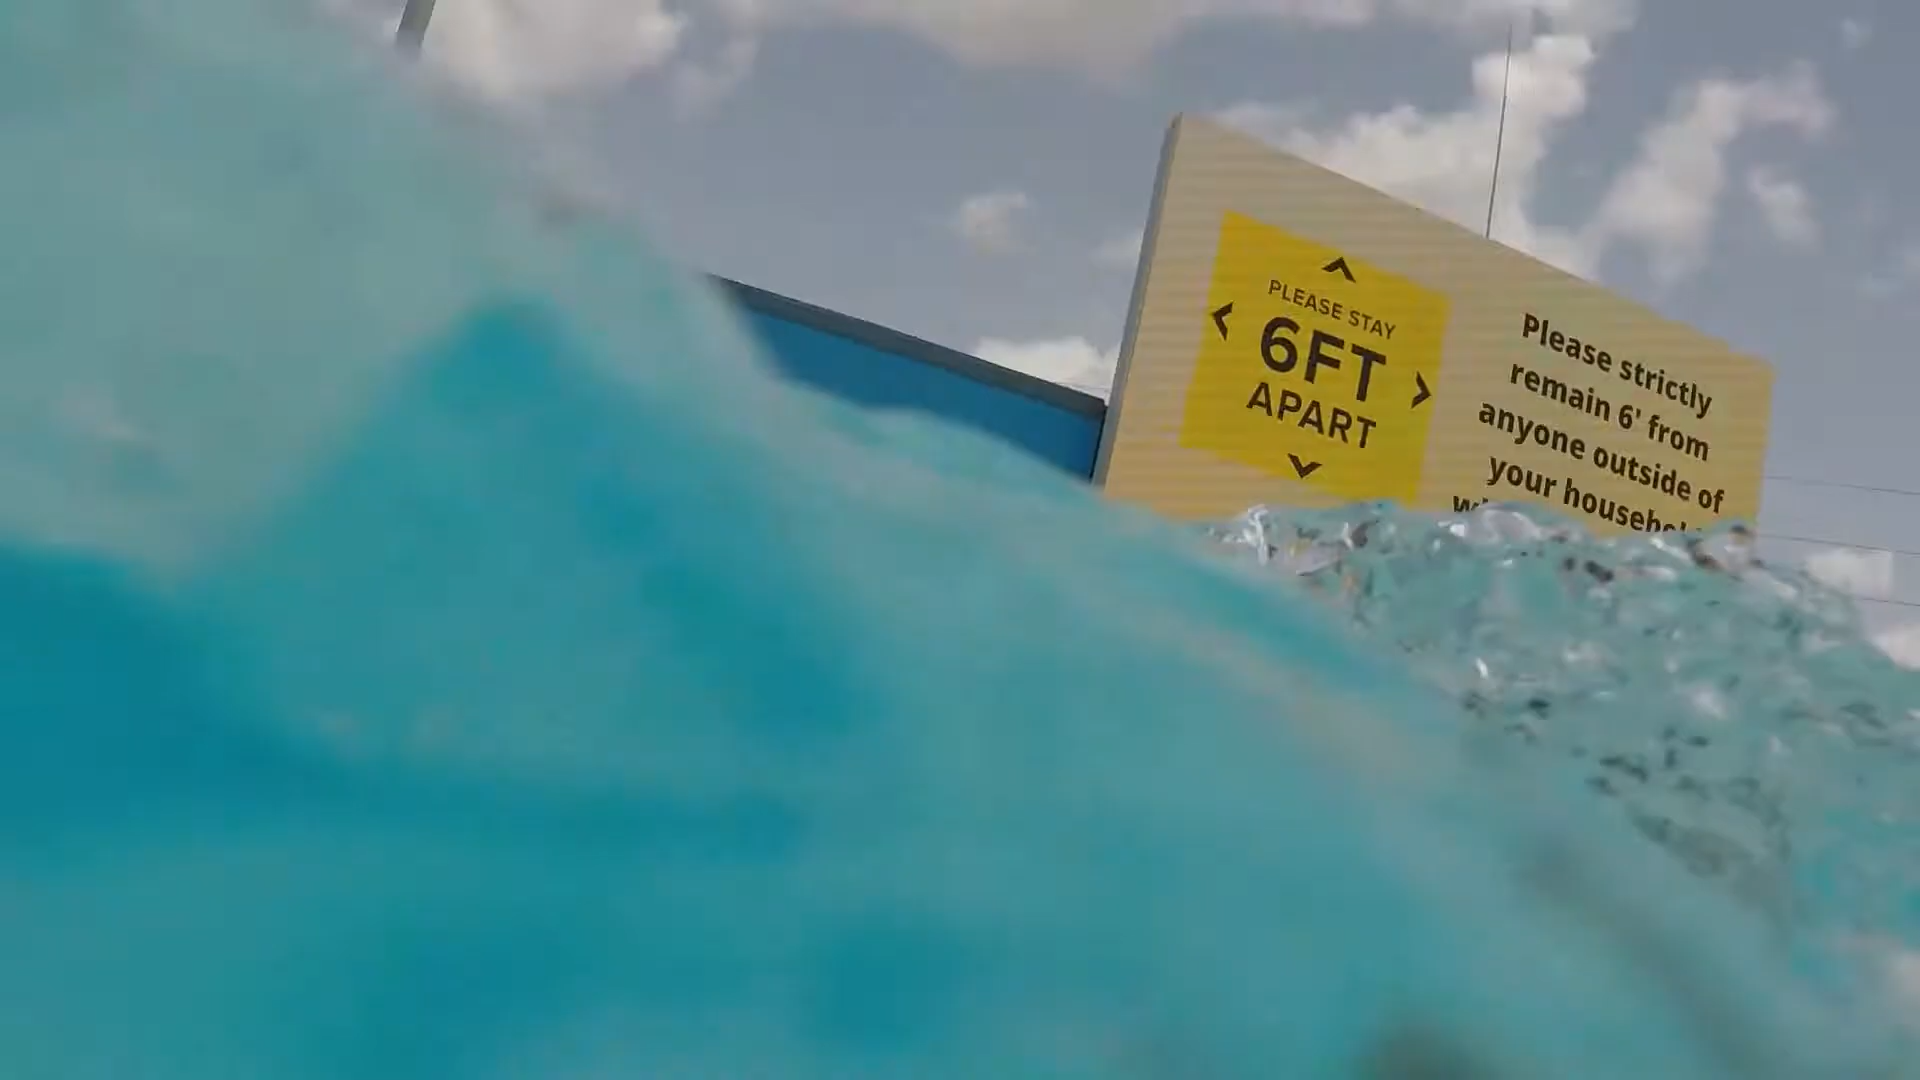 PLEASE STAY
6FT
APART
Please strictly
remain 6' from
anyone outside of
your household